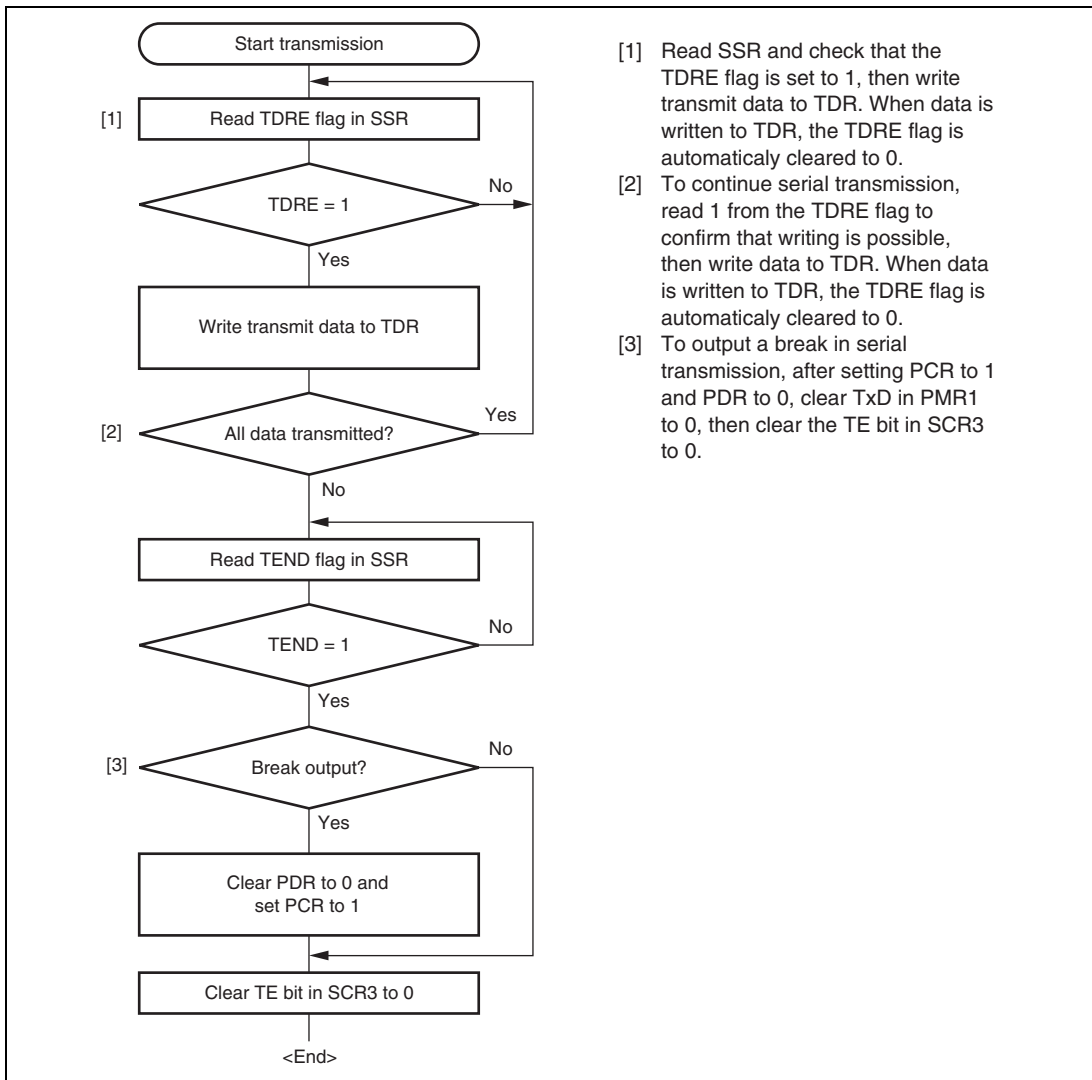 Start transmission
[1]
Read TDRE flag in SSR
TDRE = 1
No
Yes
Write transmit data to TDR
[2]
All data transmitted?
Yes
No
Read TEND flag in SSR
TEND = 1
No
Yes
[3]
Break output?
No
Yes
Clear PDR to 0 and
set PCR to 1
Clear TE bit in SCR3 to 0
<End>
[1] Read SSR and check that the
TDRE flag is set to 1, then write
transmit data to TDR. When data is
written to TDR, the TDRE flag is
automaticaly cleared to 0.
[2] To continue serial transmission,
read 1 from the TDRE flag to
confirm that writing is possible,
then write data to TDR. When data
is written to TDR, the TDRE flag is
automaticaly cleared to 0.
[3] To output a break in serial
transmission, after setting PCR to 1
and PDR to 0, clear TxD in PMR1
to 0, then clear the TE bit in SCR3
to 0.